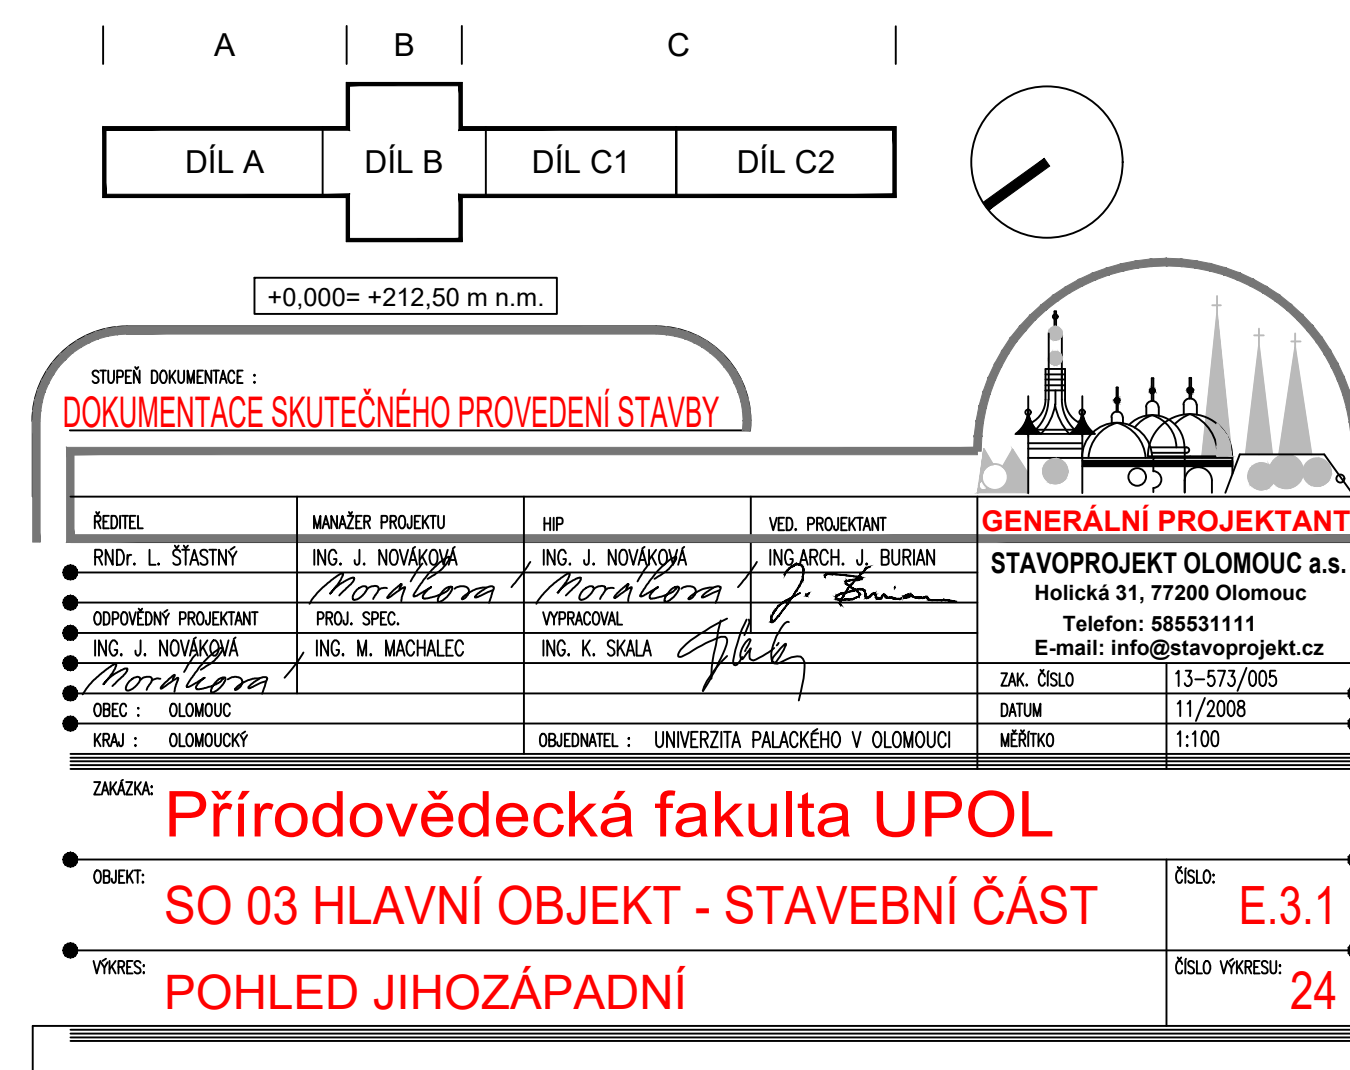 A B C
DÍL A DÍL B DÍL C1 DÍL C2
+0,000= +212,50 m n.m.
STUPEŇ DOKUMENTACE :
DOKUMENTACE SKUTEČNÉHO PROVEDENÍ STAVBY
ŘEDITEL MANAŽER PROJEKTU HIP VED. PROJEKTANT
RNDr. L. ŠŤASTNÝ ING. J. NOVÁKOVÁ ING. J. NOVÁKOVÁ ING.ARCH. J. BURIAN
J. Burian
ODPOVĚDNÝ PROJEKTANT PROJ. SPEC. VYPRACOVAL
ING. J. NOVÁKOVÁ ING. M. MACHALEC ING. K. SKALA
OBEC : OLOMOUC
KRAJ : OLOMOUCKÝ OBJEDNATEL : UNIVERZITA PALACKÉHO V OLOMOUCI
GENERÁLNÍ PROJEKTANT
STAVOPROJEKT OLOMOUC a.s.
Holická 31, 77200 Olomouc
Telefon: 585531111
E-mail: info@stavoprojekt.cz
ZAK. ČÍSLO 13-573/005
DATUM 11/2008
MĚŘÍTKO 1:100
ZAKÁZKA: Přírodovědecká fakulta UPOL
OBJEKT: SO 03 HLAVNÍ OBJEKT - STAVEBNÍ ČÁST ČÍSLO: E.3.1
VÝKRES: POHLED JIHOZÁPADNÍ ČÍSLO VÝKRESU: 24